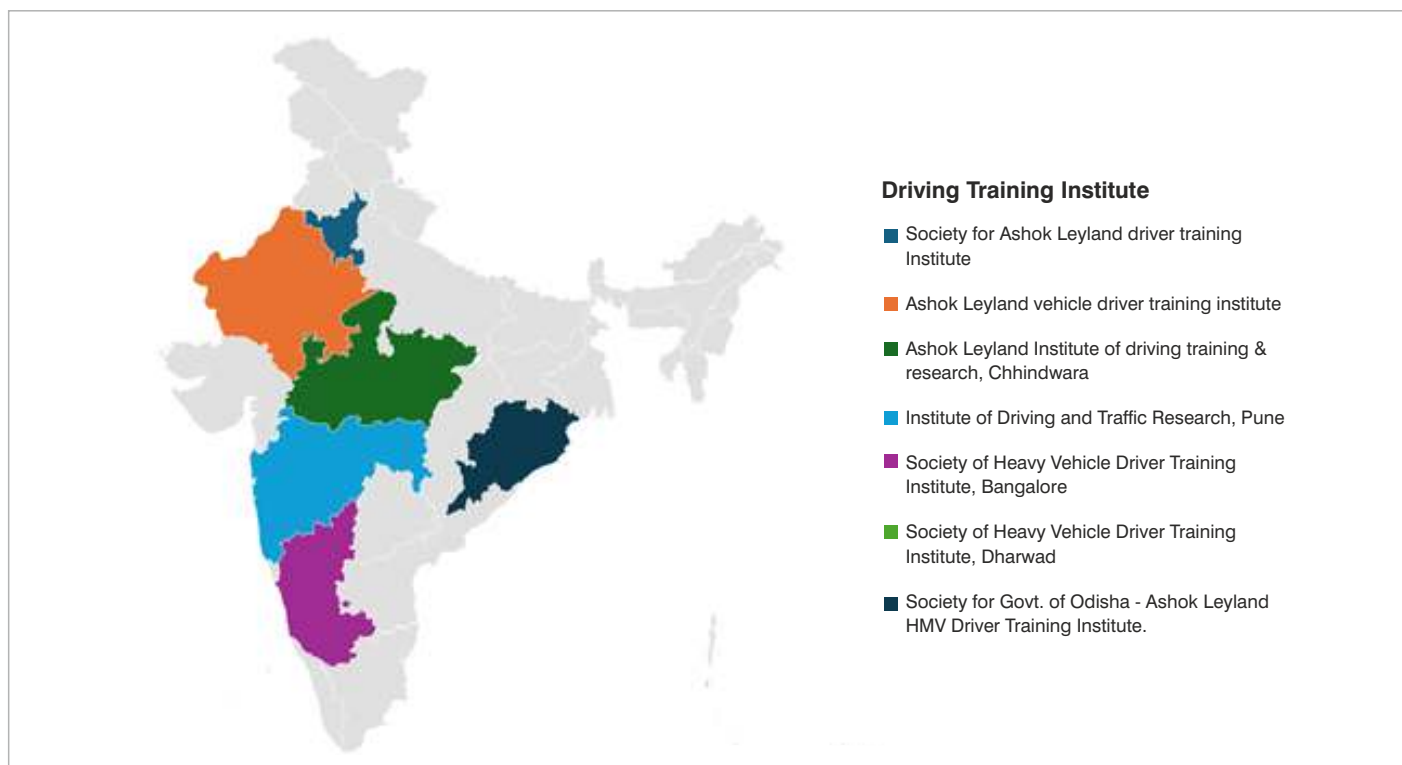 Driving Training Institute
Society for Ashok Leyland driver training
Institute
Ashok Leyland vehicle driver training institute
Ashok Leyland Institute of driving training &
research, Chhindwara
Institute of Driving and Traffic Research, Pune
Society of Heavy Vehicle Driver Training
Institute, Bangalore
Society of Heavy Vehicle Driver Training
Institute, Dharwad
Society for Govt. of Odisha - Ashok Leyland
HMV Driver Training Institute.